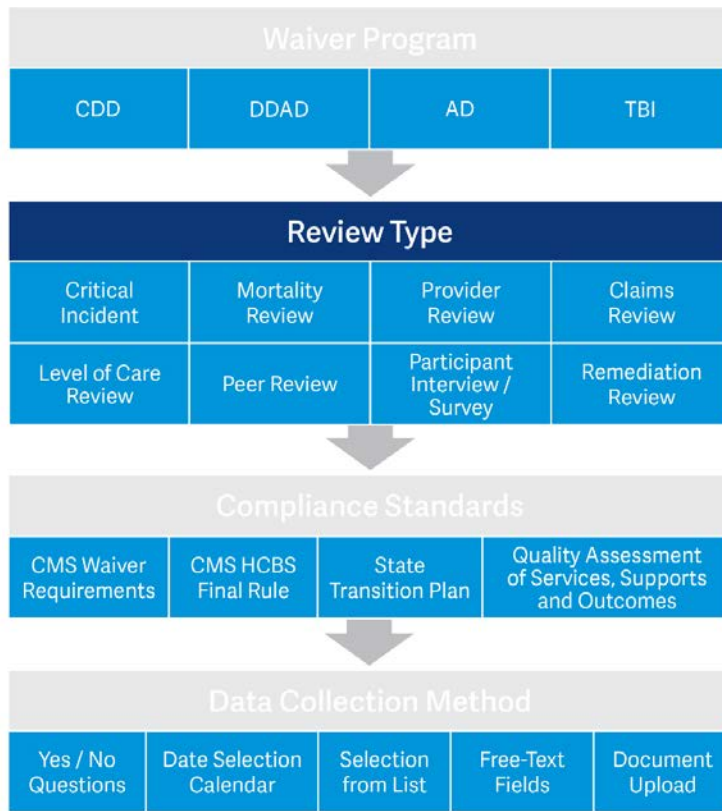 Waiver Program
CDD
DDAD
AD
TBI
Review Type
Critical
Incident
Mortality
Review
Provider
Review
Claims
Review
Level of Care
Review
Peer Review
Participant
Interview /
Survey
Remediation
Review
Compliance Standards
CMS Waiver
Requirements
CMS HCBS
Final Rule
State
Transition Plan
Quality Assessment
of Services, Supports
and Outcomes
Data Collection Method
Yes / No
Questions
Date Selection
Calendar
Selection
from List
Free-Text
Fields
Document
Upload